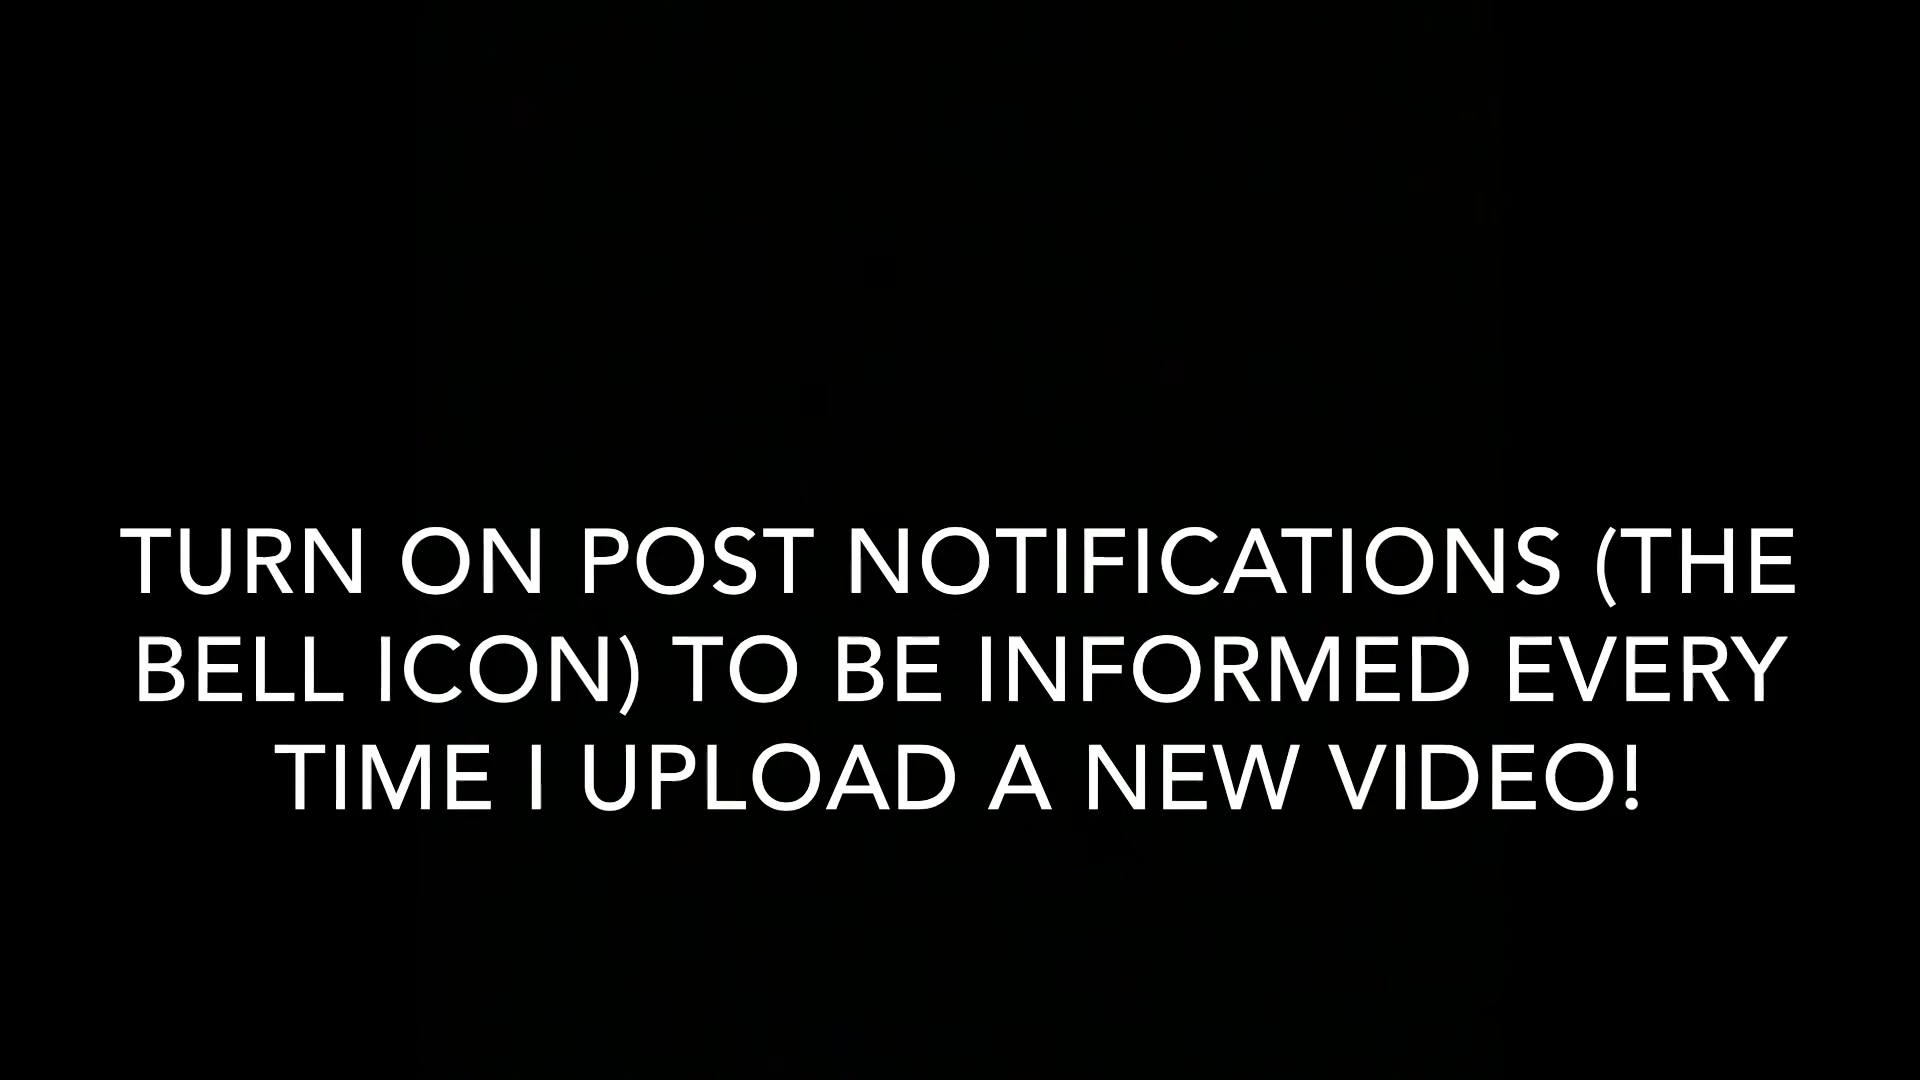 TURN ON POST NOTIFICATIONS (THE
BELL ICON) TO BE INFORMED EVERY
TIME I UPLOAD A NEW VIDEO!